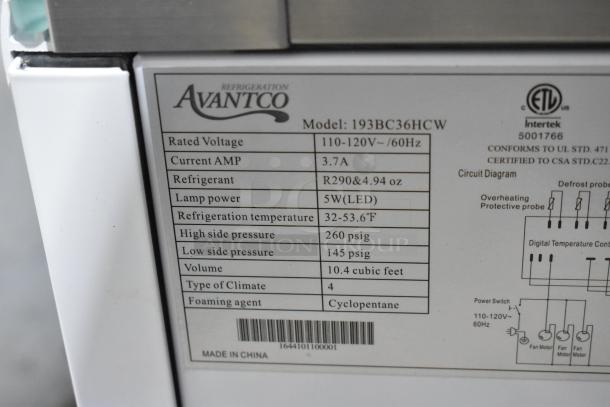 REFRIGERATION
AVANTCO
Model: 193BC36HCW
Rated Voltage 110-120V~ /60Hz
Current AMP 3.7A
Refrigerant R290&4.94 oz
Lamp power 5W(LED)
Refrigeration temperature 32-53.6℉
High side pressure 260 psig
Low side pressure 145 psig
Volume 10.4 cubic feet
Type of Climate 4
Foaming agent Cyclopentane
1644101100001
MADE IN CHINA
C ETL US
Intertek
5001766
CONFORMS TO UL STD. 471
CERTIFIED TO CSA STD.C22.
Circuit Diagram
Defrost probe
Overheating
Protective probe
Digital Temperature Cont
Power Switch
110-120V~
60Hz
Fan Motor
Fan
Motor
Fan
Motor
AUCTION GROUP